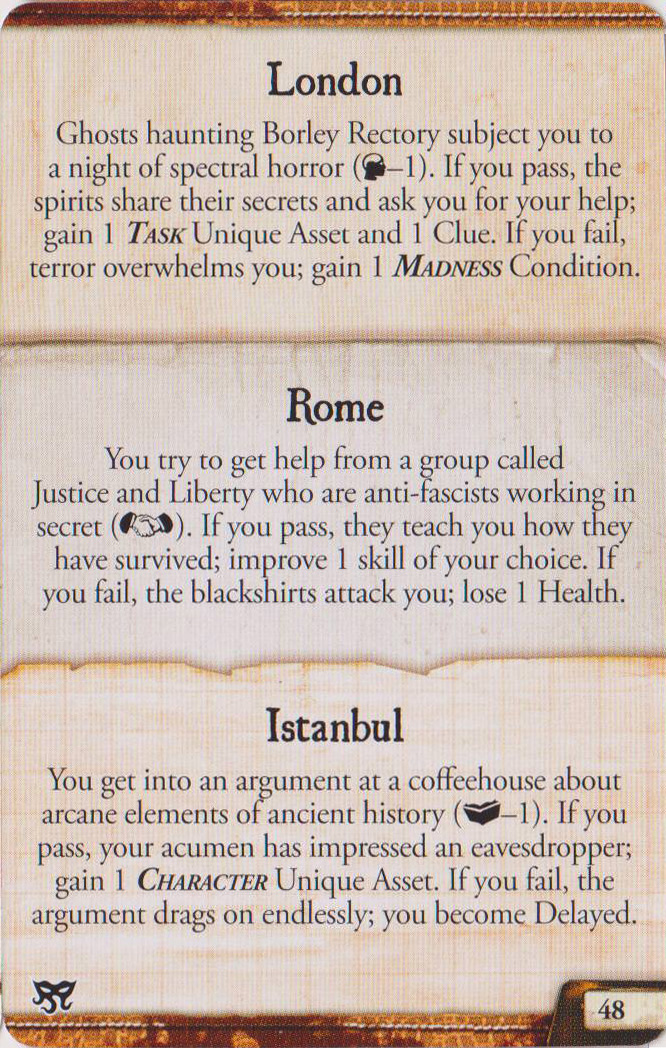 London
Ghosts haunting Borley Rectory subject you to
a night of spectral horror (–1). If you pass, the
spirits share their secrets and ask you for your help;
gain 1 TASK Unique Asset and 1 Clue. If you fail,
terror overwhelms you; gain 1 MADNESS Condition.
Rome
You try to get help from a group called
Justice and Liberty who are anti-fascists working in
secret (). If you pass, they teach you how they
have survived; improve 1 skill of your choice. If
you fail, the blackshirts attack you; lose 1 Health.
Istanbul
You get into an argument at a coffeehouse about
arcane elements of ancient history (–1). If you
pass, your acumen has impressed an eavesdropper;
gain 1 CHARACTER Unique Asset. If you fail, the
argument drags on endlessly; you become Delayed.
48